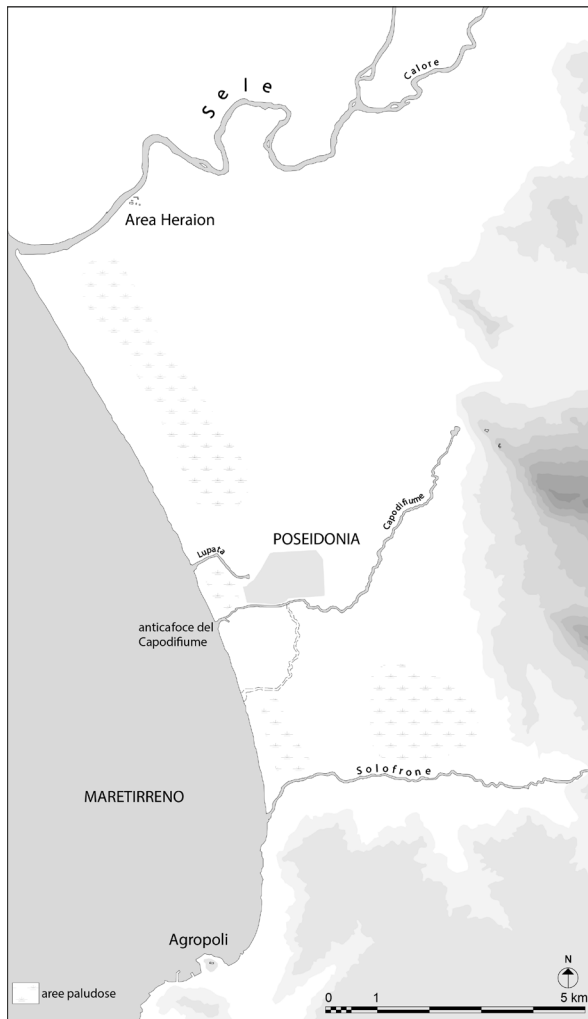 Sele
Calore
Area Heraion
Capodifiume
POSEIDONIA
Lupata
anticafoce del
Capodifiume
Solofrone
MARETIRRENO
Agropoli
aree paludose
N
0 1 5 km